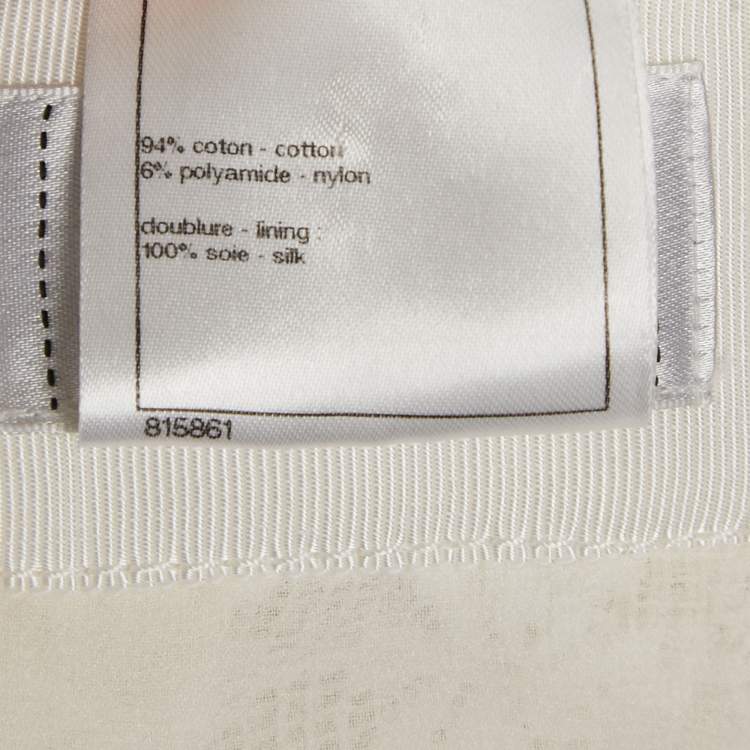 94% coton - cotton
6% polyamide - nylon
doublure - lining :
100% soie - silk
815861